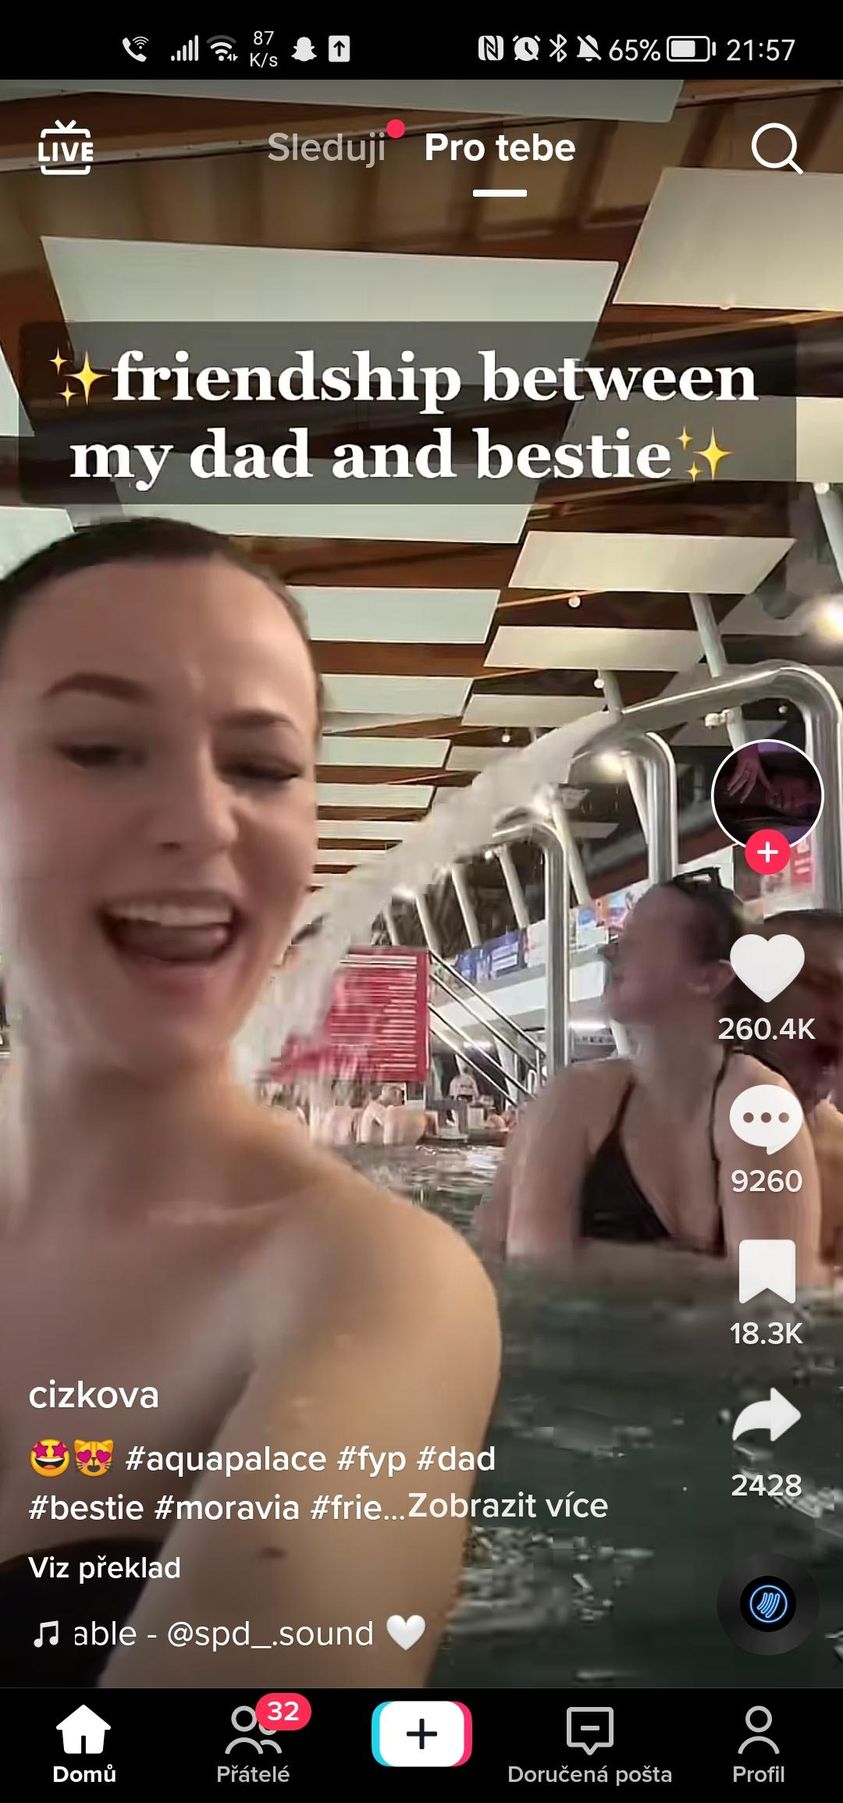 87
K/s
65%
21:57
LIVE
Sleduji
Pro tebe
✨friendship between
my dad and bestie✨
260.4K
9260
18.3K
2428
cizkova
🤩😻 #aquapalace #fyp #dad
#bestie #moravia #frie...Zobrazit více
Viz překlad
able - @spd_.sound 🤍
32
Domů
Přátelé
Doručená pošta
Profil